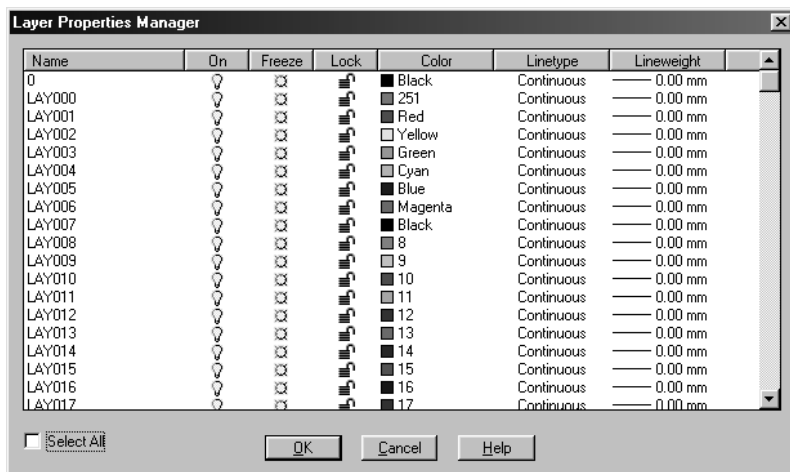 Layer Properties Manager
Name On Freeze Lock Color Linetype Lineweight
0 Black Continuous 0.00 mm
LAY000 251 Continuous 0.00 mm
LAY001 Red Continuous 0.00 mm
LAY002 Yellow Continuous 0.00 mm
LAY003 Green Continuous 0.00 mm
LAY004 Cyan Continuous 0.00 mm
LAY005 Blue Continuous 0.00 mm
LAY006 Magenta Continuous 0.00 mm
LAY007 Black Continuous 0.00 mm
LAY008 8 Continuous 0.00 mm
LAY009 9 Continuous 0.00 mm
LAY010 10 Continuous 0.00 mm
LAY011 11 Continuous 0.00 mm
LAY012 12 Continuous 0.00 mm
LAY013 13 Continuous 0.00 mm
LAY014 14 Continuous 0.00 mm
LAY015 15 Continuous 0.00 mm
LAY016 16 Continuous 0.00 mm
LAY017 17 Continuous 0.00 mm
Select All
OK Cancel Help